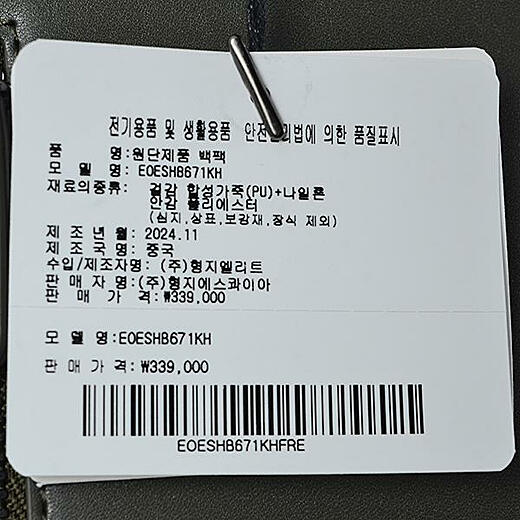 전기용품 및 생활용품 안전관리법에 의한 품질표시
품 명:원단제품 백팩
모 델 명: EOESHB671KH
재료의종류: 겉감 합성가죽(PU)+나일론
안감 폴리에스터
(심지,상표,보강재,장식 제외)
제 조 년 월: 2024.11
제 조 국 명: 중국
수입/제조자명: (주)형지엘리트
판 매 자 명:(주)형지에스콰이아
판 매 가 격:₩339,000
모 델 명:EOESHB671KH
판 매 가 격:₩339,000
EOESHB671KHFRE